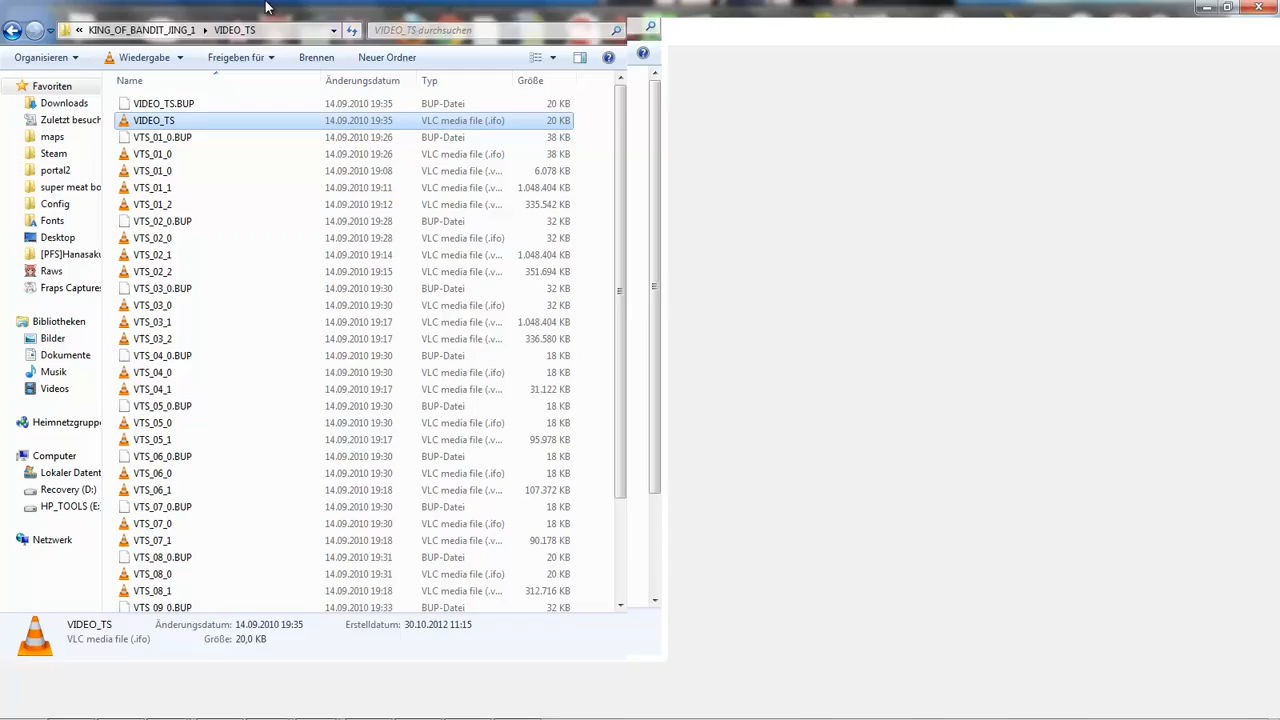 « KING_OF_BANDIT_JING_1 ▸ VIDEO_TS VIDEO_TS durchsuchen
Organisieren Wiedergabe Freigeben für Brennen Neuer Ordner
Name Änderungsdatum Typ Größe
Favoriten
Downloads
Zuletzt besuch
maps
Steam
portal2
super meat bo
Config
Fonts
Desktop
[PFS]Hanasaku
Raws
Fraps Captures
Bibliotheken
Bilder
Dokumente
Musik
Videos
Heimnetzgruppe
Computer
Lokaler Datent
Recovery (D:)
HP_TOOLS (E:
Netzwerk
VIDEO_TS.BUP 14.09.2010 19:35 BUP-Datei 20 KB
VIDEO_TS 14.09.2010 19:35 VLC media file (.ifo) 20 KB
VTS_01_0.BUP 14.09.2010 19:26 BUP-Datei 38 KB
VTS_01_0 14.09.2010 19:26 VLC media file (.ifo) 38 KB
VTS_01_0 14.09.2010 19:08 VLC media file (.v... 6.078 KB
VTS_01_1 14.09.2010 19:11 VLC media file (.v... 1.048.404 KB
VTS_01_2 14.09.2010 19:12 VLC media file (.v... 335.542 KB
VTS_02_0.BUP 14.09.2010 19:28 BUP-Datei 32 KB
VTS_02_0 14.09.2010 19:28 VLC media file (.ifo) 32 KB
VTS_02_1 14.09.2010 19:14 VLC media file (.v... 1.048.404 KB
VTS_02_2 14.09.2010 19:15 VLC media file (.v... 351.694 KB
VTS_03_0.BUP 14.09.2010 19:30 BUP-Datei 32 KB
VTS_03_0 14.09.2010 19:30 VLC media file (.ifo) 32 KB
VTS_03_1 14.09.2010 19:17 VLC media file (.v... 1.048.404 KB
VTS_03_2 14.09.2010 19:17 VLC media file (.v... 336.580 KB
VTS_04_0.BUP 14.09.2010 19:30 BUP-Datei 18 KB
VTS_04_0 14.09.2010 19:30 VLC media file (.ifo) 18 KB
VTS_04_1 14.09.2010 19:17 VLC media file (.v... 31.122 KB
VTS_05_0.BUP 14.09.2010 19:30 BUP-Datei 18 KB
VTS_05_0 14.09.2010 19:30 VLC media file (.ifo) 18 KB
VTS_05_1 14.09.2010 19:17 VLC media file (.v... 95.978 KB
VTS_06_0.BUP 14.09.2010 19:30 BUP-Datei 18 KB
VTS_06_0 14.09.2010 19:30 VLC media file (.ifo) 18 KB
VTS_06_1 14.09.2010 19:18 VLC media file (.v... 107.372 KB
VTS_07_0.BUP 14.09.2010 19:30 BUP-Datei 18 KB
VTS_07_0 14.09.2010 19:30 VLC media file (.ifo) 18 KB
VTS_07_1 14.09.2010 19:18 VLC media file (.v... 90.178 KB
VTS_08_0.BUP 14.09.2010 19:31 BUP-Datei 20 KB
VTS_08_0 14.09.2010 19:31 VLC media file (.ifo) 20 KB
VTS_08_1 14.09.2010 19:18 VLC media file (.v... 312.716 KB
VTS_09_0.BUP 14.09.2010 19:33 BUP-Datei 32 KB
VIDEO_TS Änderungsdatum: 14.09.2010 19:35 Erstelldatum: 30.10.2012 11:15
VLC media file (.ifo) Größe: 20,0 KB